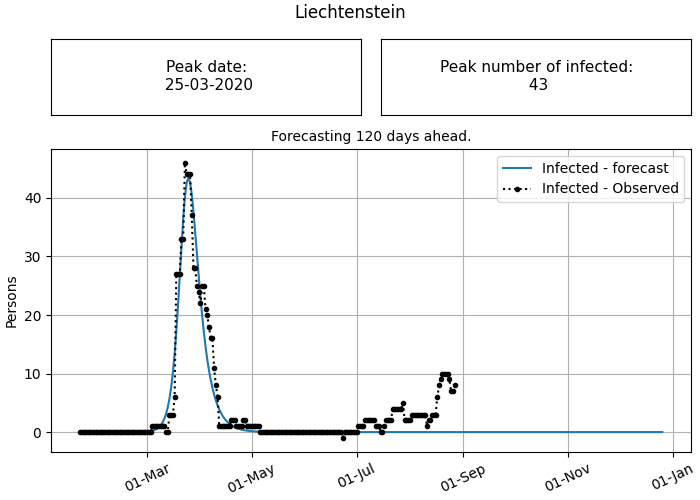 Liechtenstein
Peak date:
25-03-2020
Peak number of infected:
43
Forecasting 120 days ahead.
Infected - forecast
Infected - Observed
Persons
40
30
20
10
0
01-Mar
01-May
01-Jul
01-Sep
01-Nov
01-Jan